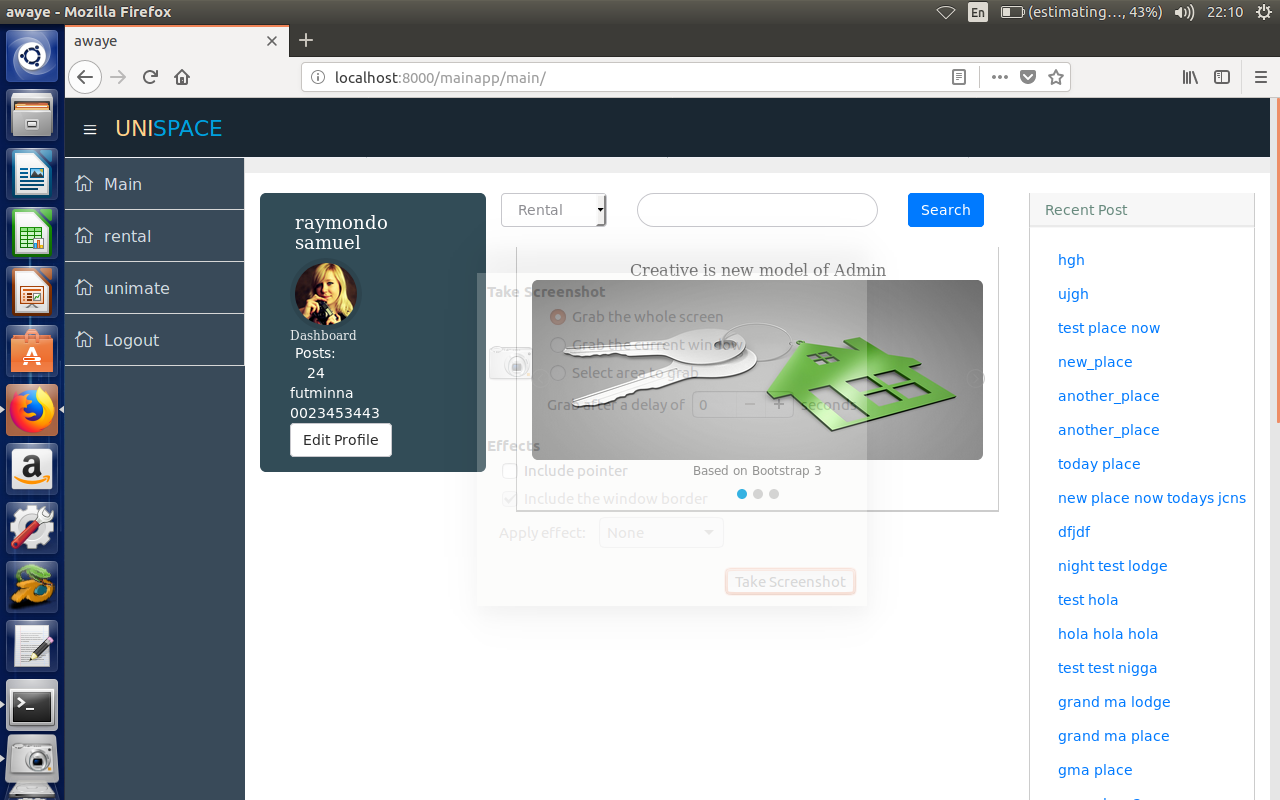 awaye - Mozilla Firefox
En
(estimating..., 43%)
22:10
awaye
localhost:8000/mainapp/main/
UNISPACE
Main
rental
unimate
Logout
raymondo
samuel
Dashboard
Posts:
24
futminna
0023453443
Edit Profile
Rental
Search
Creative is new model of Admin
Take Screenshot
Grab the whole screen
Grab the current window
Select area to grab
Grab after a delay of 0 − + seconds
Effects
Include pointer
Based on Bootstrap 3
Include the window border
Apply effect: None
Take Screenshot
Recent Post
hgh
ujgh
test place now
new_place
another_place
another_place
today place
new place now todays jcns
dfjdf
night test lodge
test hola
hola hola hola
test test nigga
grand ma lodge
grand ma place
gma place